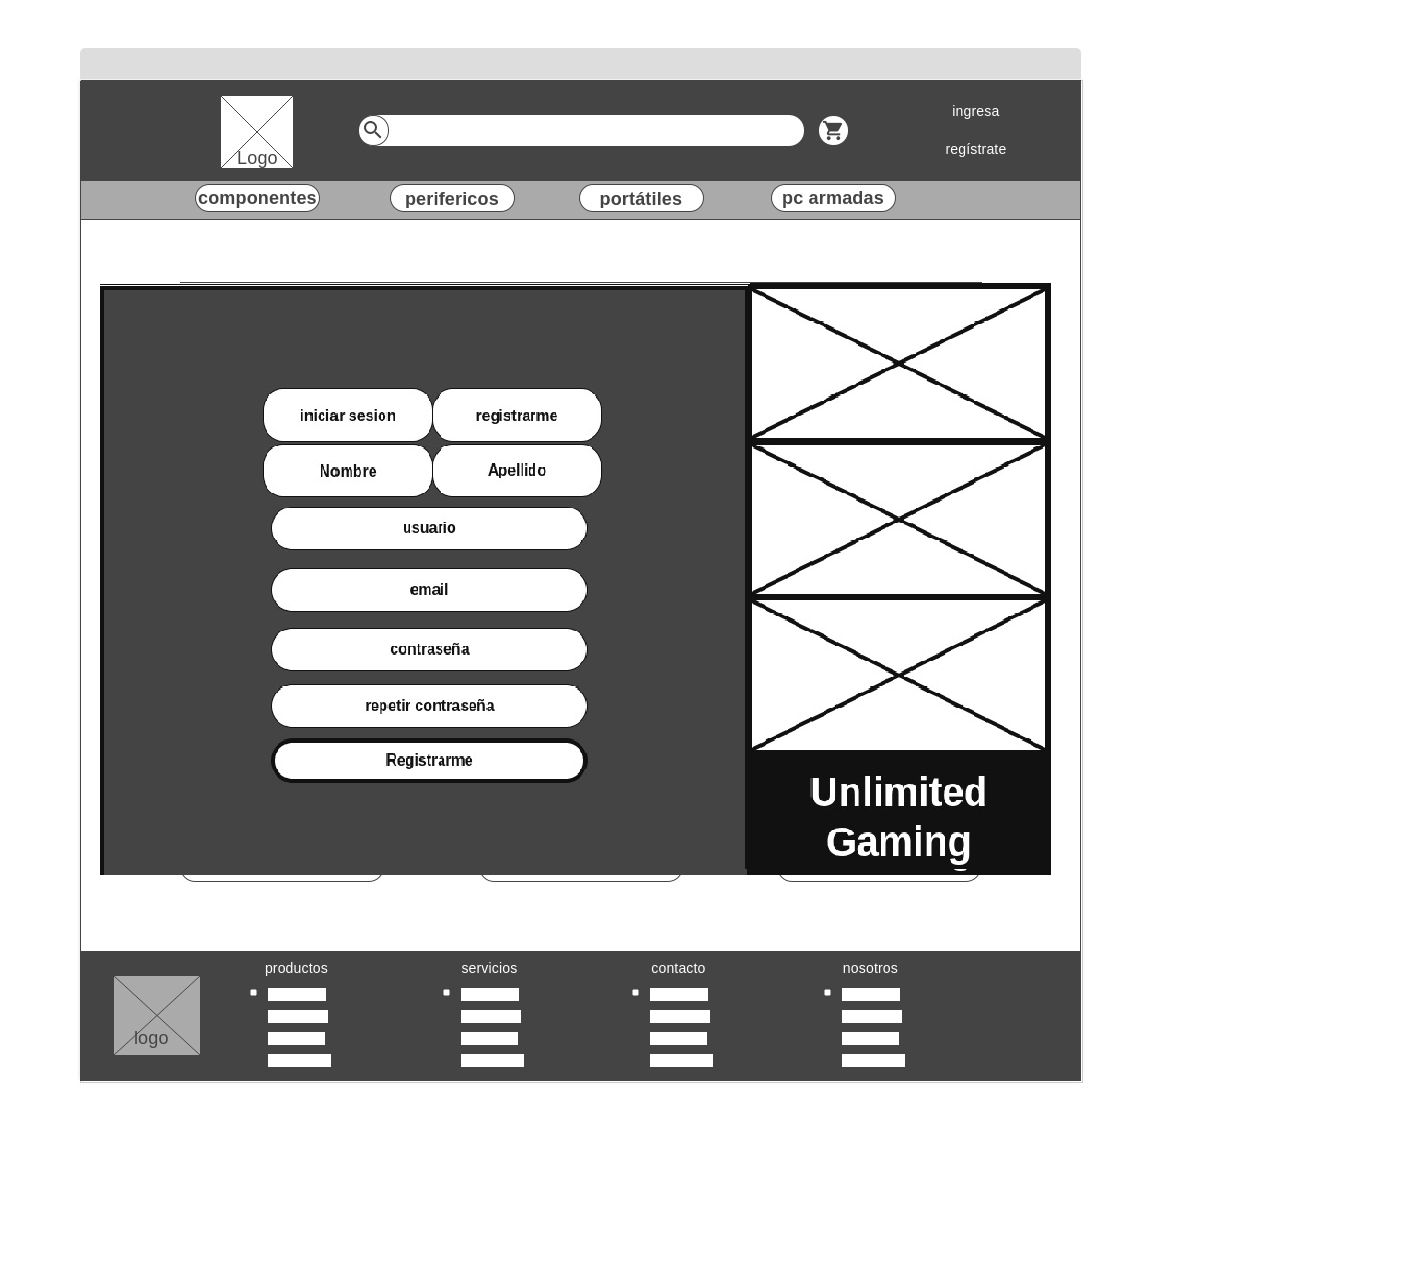 Logo
ingresa
regístrate
componentes
perifericos
portátiles
pc armadas
iniciar sesion
registrarme
Nombre
Apellido
usuario
email
contraseña
repetir contraseña
Registrarme
Unlimited
Gaming
logo
productos
servicios
contacto
nosotros